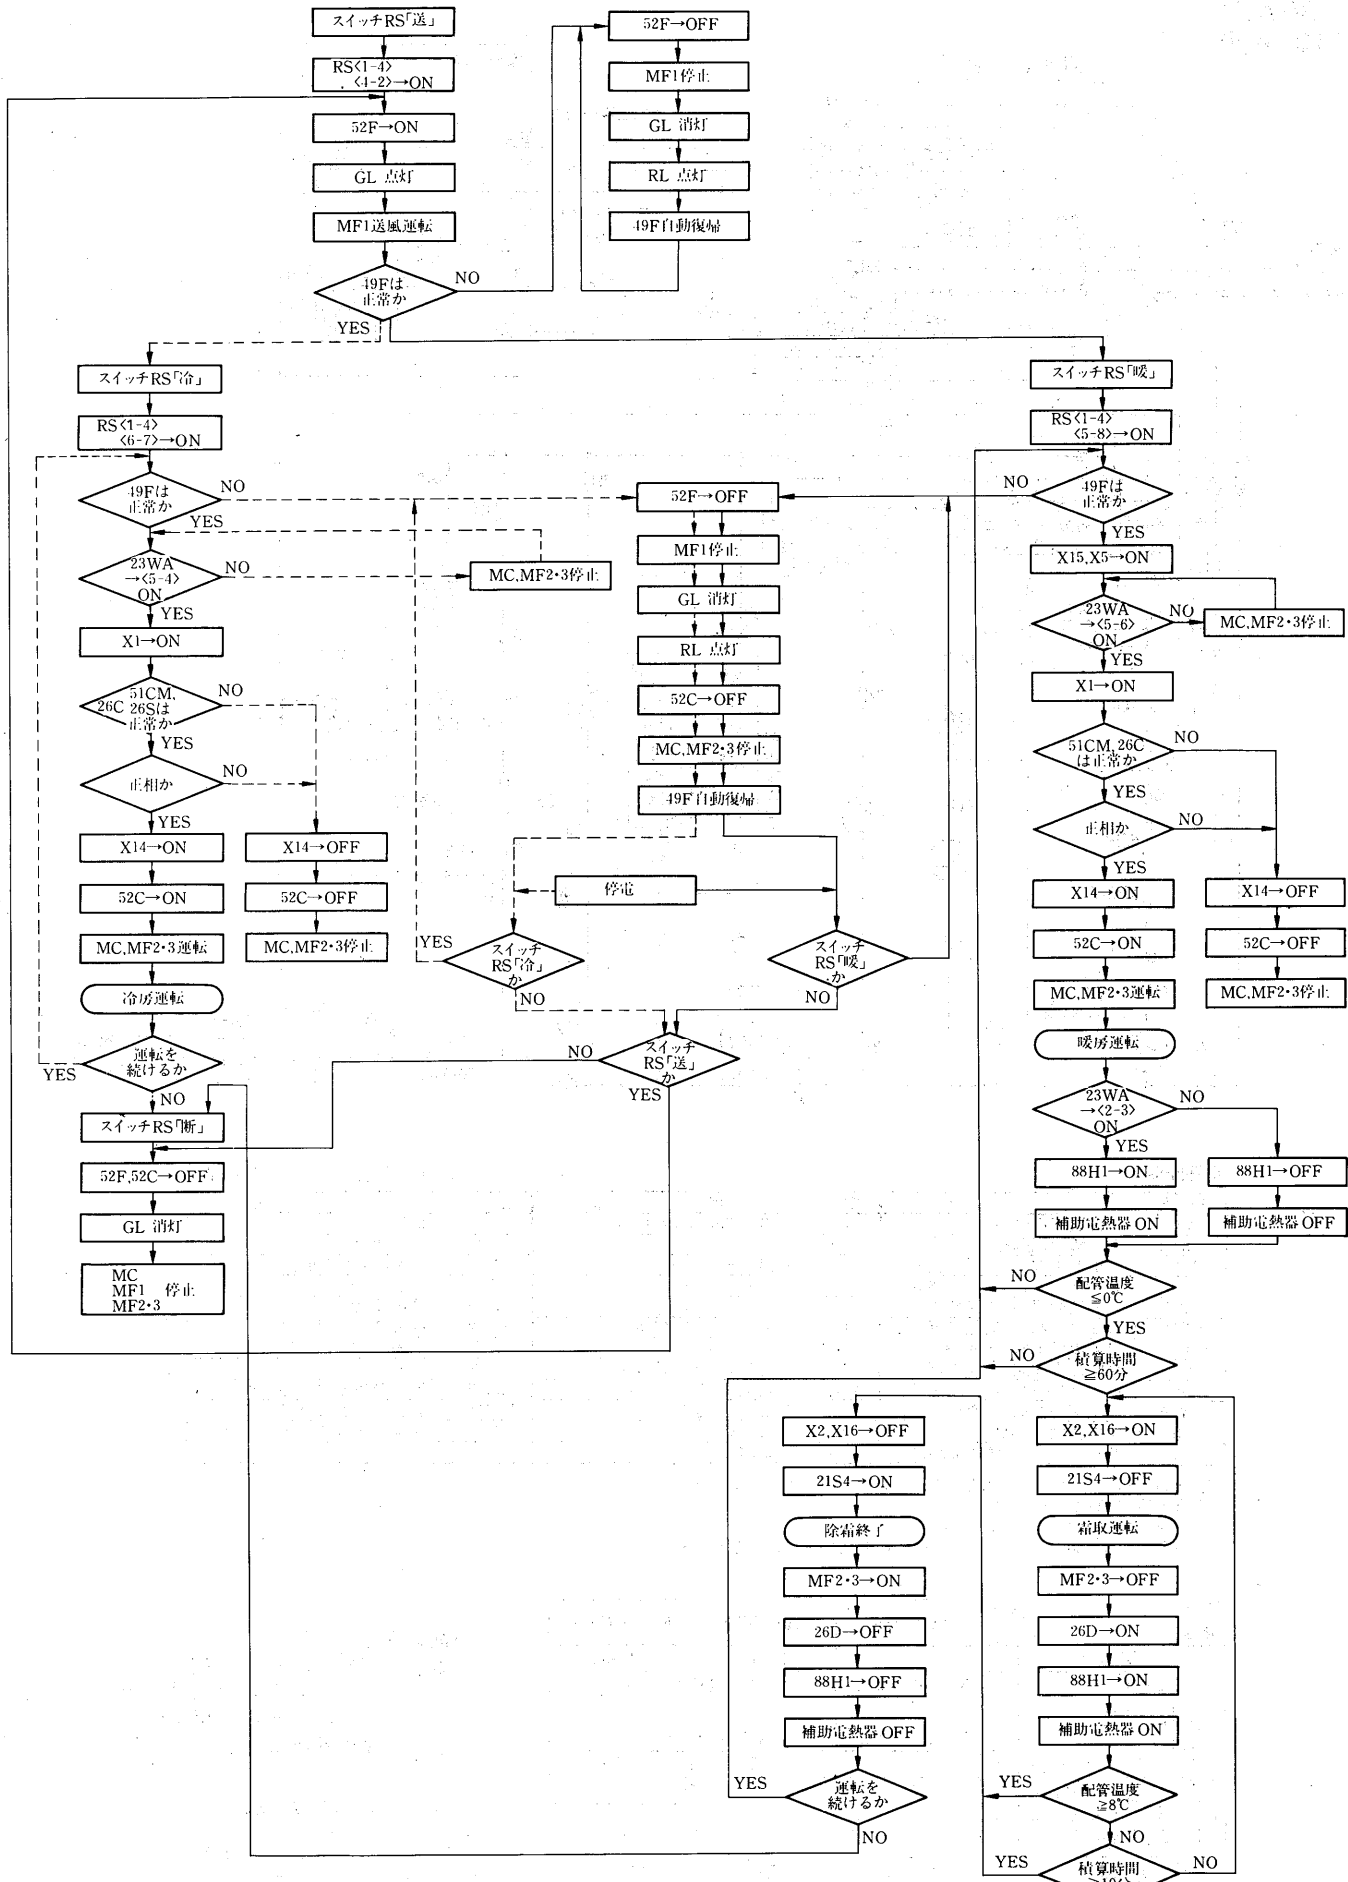 スイッチRS「送」
RS<1-4>
<4-2>→ON
52F→ON
GL 点灯
MF1送風運転
49Fは
正常か
NO
YES
52F→OFF
MF1停止
GL 消灯
RL 点灯
49F自動復帰
スイッチRS「冷」
RS<1-4>
<6-7>→ON
49Fは
正常か
NO
YES
23WA
→<5-4>
ON
NO
MC,MF2・3停止
YES
X1→ON
51CM,
26C 26Sは
正常か
NO
YES
正相か
NO
YES
X14→ON
52C→ON
MC,MF2・3運転
X14→OFF
52C→OFF
MC,MF2・3停止
冷房運転
運転を
続けるか
YES
NO
スイッチRS「断」
52F,52C→OFF
GL 消灯
MC
MF1 停止
MF2・3
52F→OFF
MF1停止
GL 消灯
RL 点灯
52C→OFF
MC,MF2・3停止
49F自動復帰
停電
スイッチ
RS「冷」
か
YES
NO
スイッチ
RS「暖」
か
NO
スイッチ
RS「送」
か
NO
YES
スイッチRS「暖」
RS<1-4>
<5-8>→ON
49Fは
正常か
NO
YES
X15,X5→ON
23WA
→<5-6>
ON
NO
MC,MF2・3停止
YES
X1→ON
51CM,26C
は正常か
NO
YES
正相か
NO
YES
X14→ON
52C→ON
MC,MF2・3運転
X14→OFF
52C→OFF
MC,MF2・3停止
暖房運転
23WA
→<2-3>
ON
NO
YES
88H1→ON
補助電熱器ON
88H1→OFF
補助電熱器OFF
配管温度
≦0℃
NO
YES
積算時間
≧60分
NO
X2,X16→ON
21S4→OFF
霜取運転
MF2・3→OFF
26D→ON
88H1→ON
補助電熱器ON
配管温度
≧8℃
YES
NO
積算時間
YES
NO
X2,X16→OFF
21S4→ON
除霜終了
MF2・3→ON
26D→OFF
88H1→OFF
補助電熱器OFF
運転を
続けるか
YES
NO